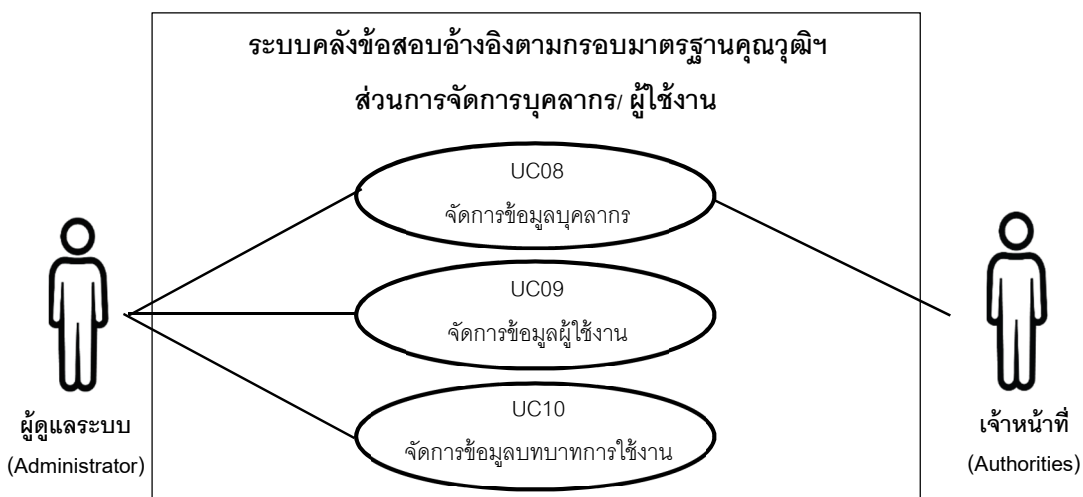 ระบบคลังข้อสอบอ้างอิงตามกรอบมาตรฐานคุณวุฒิฯ
ส่วนการจัดการบุคลากร/ ผู้ใช้งาน
UC08
จัดการข้อมูลบุคลากร
UC09
จัดการข้อมูลผู้ใช้งาน
UC10
จัดการข้อมูลบทบาทการใช้งาน
ผู้ดูแลระบบ
(Administrator)
เจ้าหน้าที่
(Authorities)